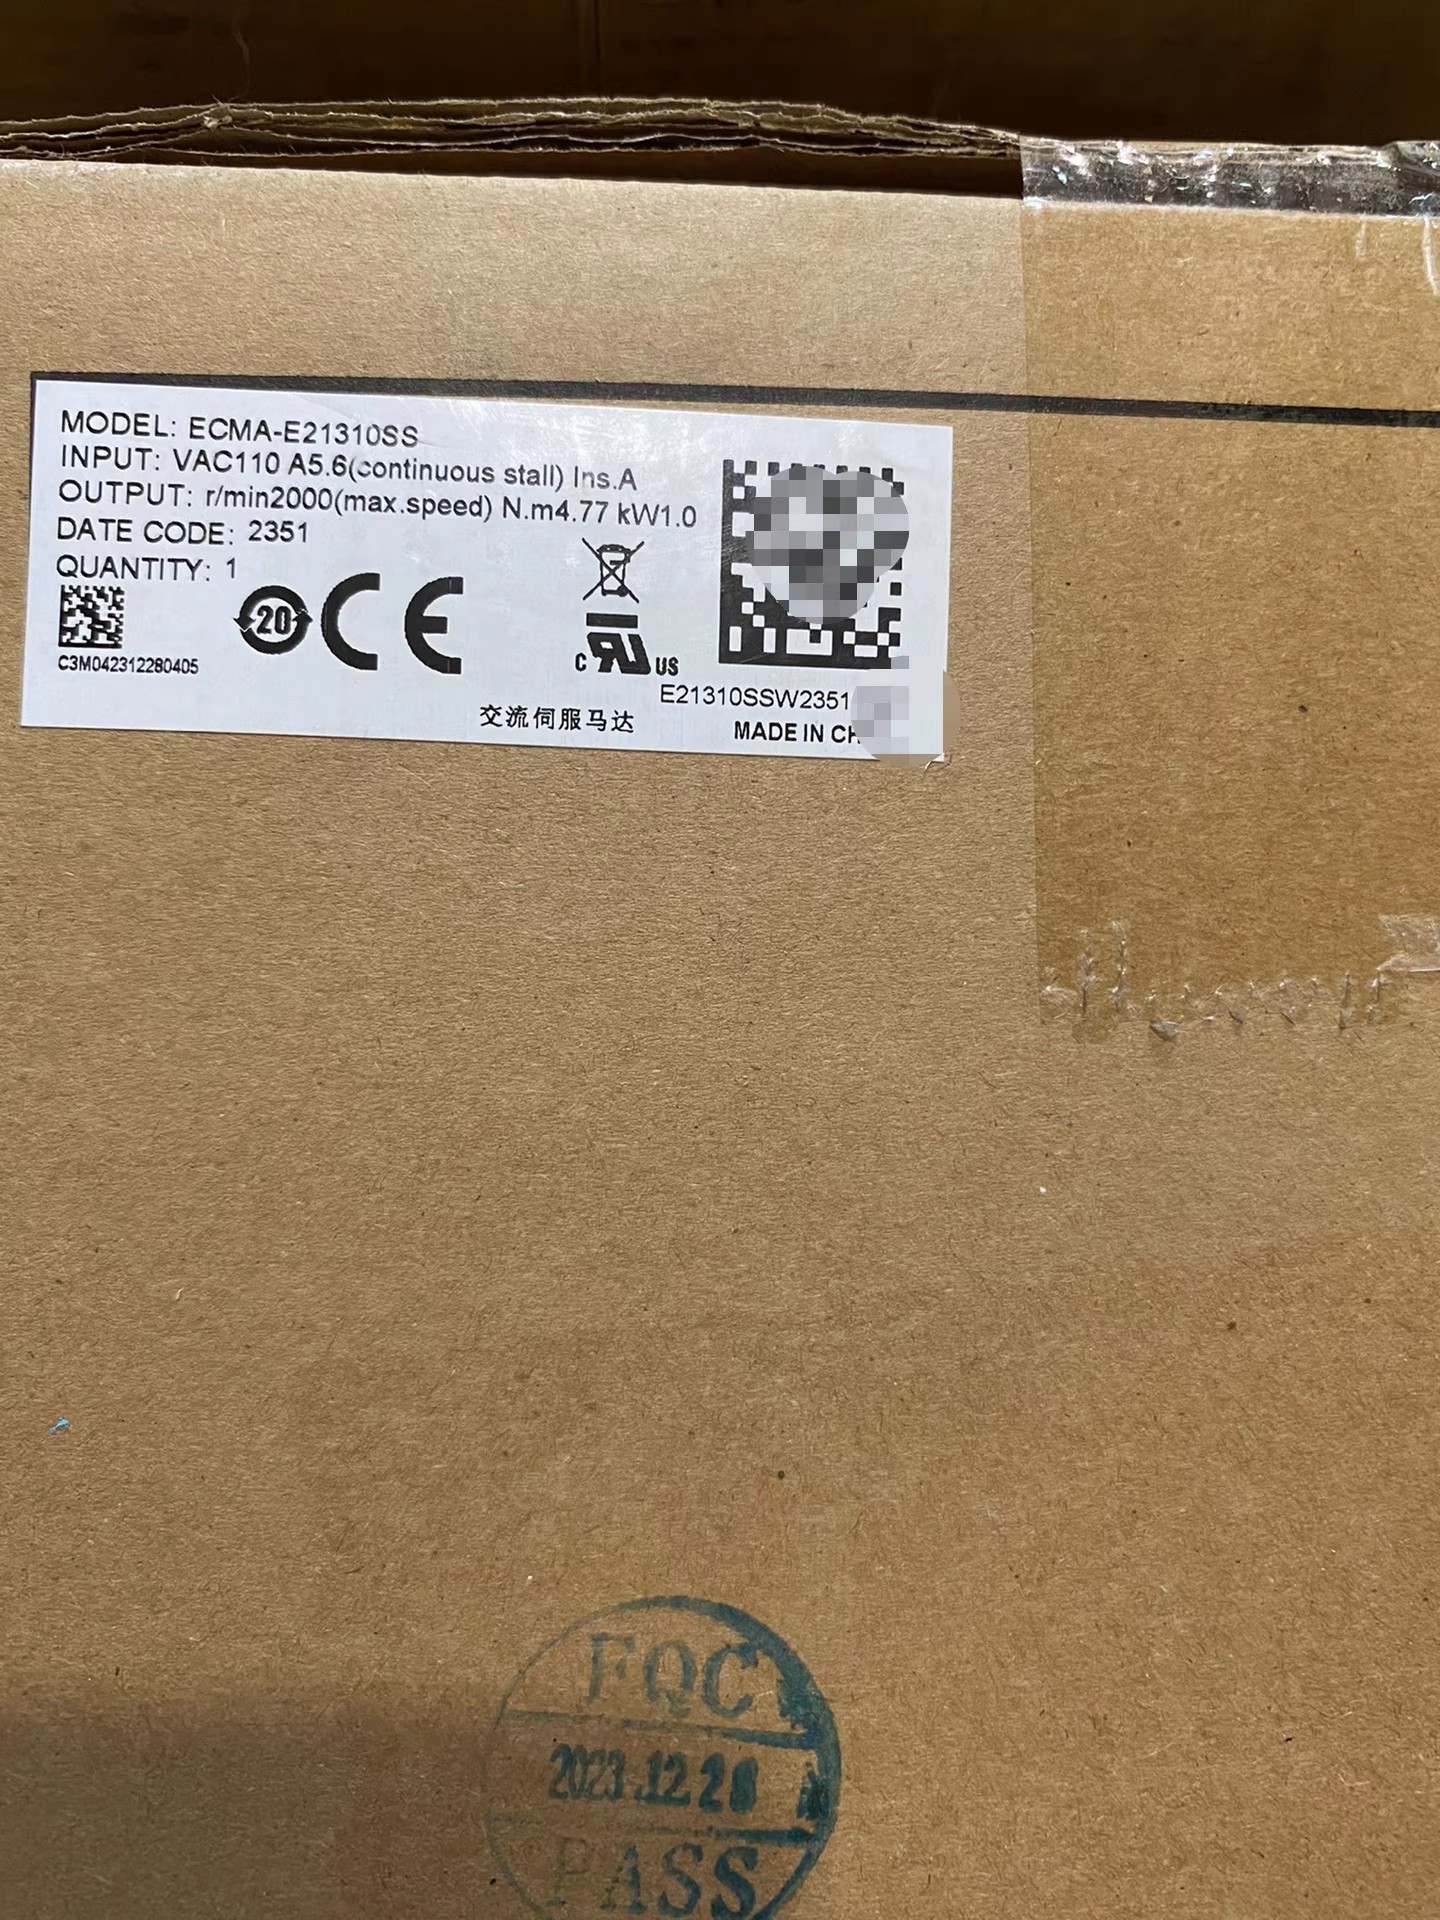 MODEL: ECMA-E21310SS
INPUT: VAC110 A5.6(continuous stall) Ins.A
OUTPUT: r/min2000(max.speed) N.m4.77 kW1.0
DATE CODE: 2351
QUANTITY: 1
20
CE
C US
C3M042312280405
E21310SSW2351
交流伺服马达
MADE IN
FQC
2023.12.28
PASS